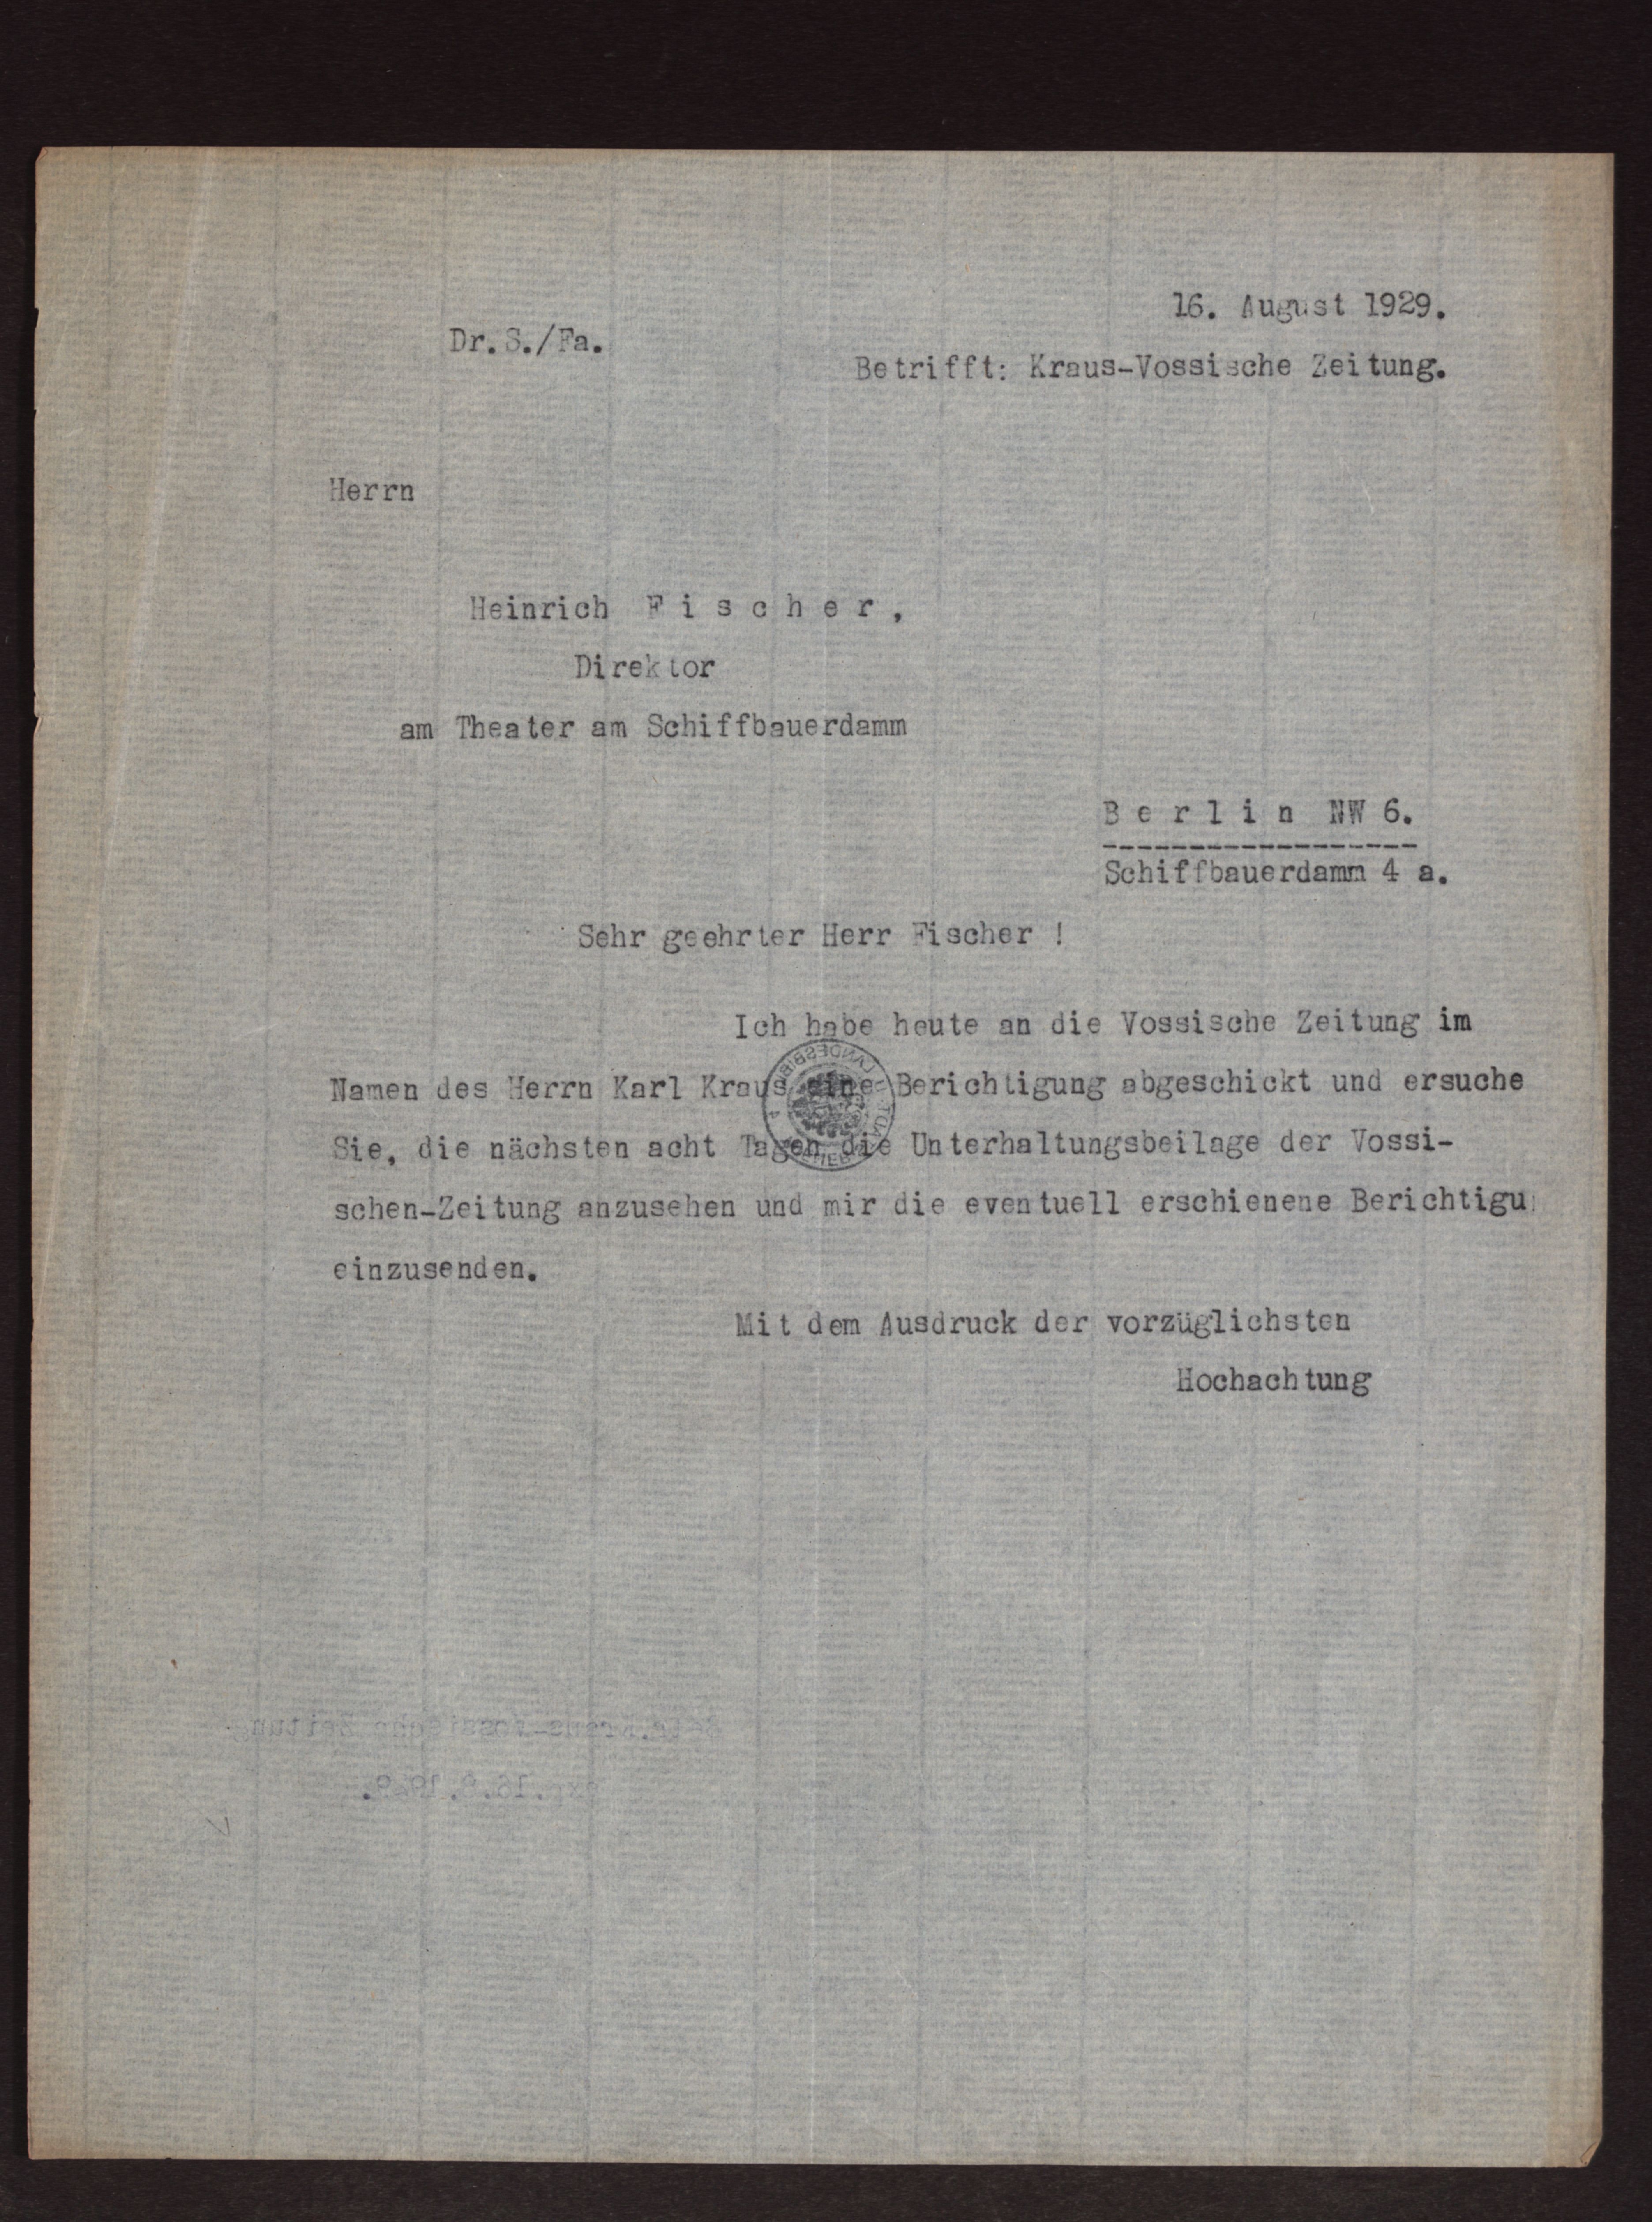 16. August 1929.
Dr.S./Fa.
Betrifft: Kraus-Vossische Zeitung.
Herrn
Heinrich F i s c h e r ,
Direktor
am Theater am Schiffbauerdamm
B e r l i n NW 6.
------------------
Schiffbauerdamm 4 a.
Sehr geehrter Herr Fischer !
Ich habe heute an die Vossische Zeitung im
Namen des Herrn Karl Kraus eine Berichtigung abgeschickt und ersuche
Sie, die nächsten acht Tagen die Unterhaltungsbeilage der Vossi-
schen-Zeitung anzusehen und mir die eventuell erschienene Berichtigu
einzusenden.
Mit dem Ausdruck der vorzüglichsten
Hochachtung